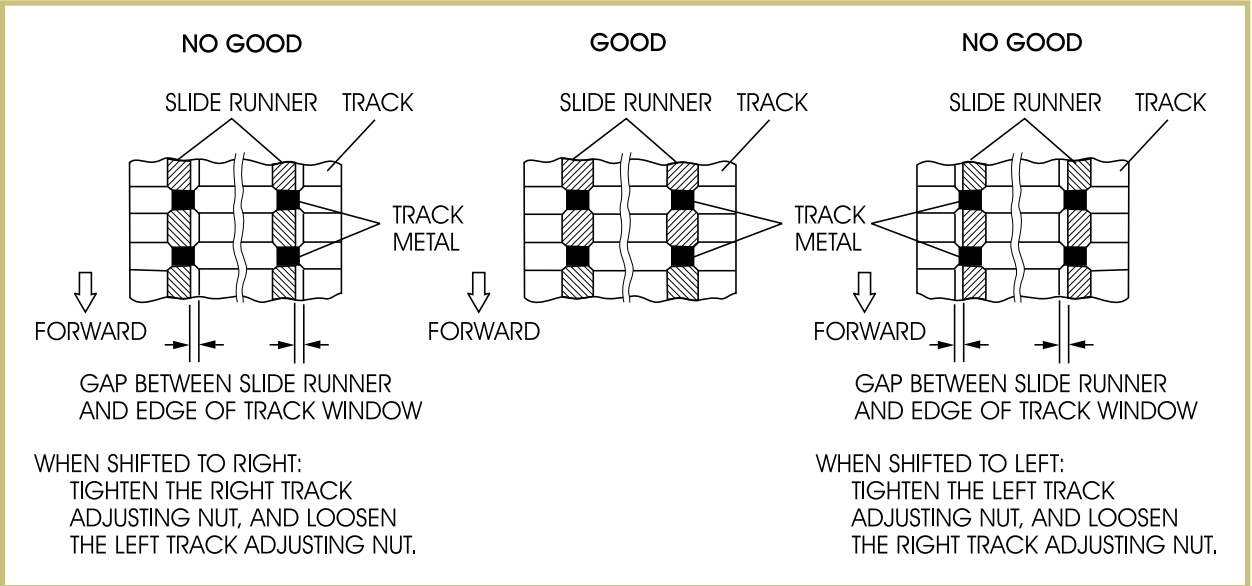 NO GOOD
SLIDE RUNNER
TRACK
TRACK
METAL
FORWARD
GAP BETWEEN SLIDE RUNNER
AND EDGE OF TRACK WINDOW
WHEN SHIFTED TO RIGHT:
TIGHTEN THE RIGHT TRACK
ADJUSTING NUT, AND LOOSEN
THE LEFT TRACK ADJUSTING NUT.
GOOD
SLIDE RUNNER
TRACK
TRACK
METAL
FORWARD
NO GOOD
SLIDE RUNNER
TRACK
FORWARD
GAP BETWEEN SLIDE RUNNER
AND EDGE OF TRACK WINDOW
WHEN SHIFTED TO LEFT:
TIGHTEN THE LEFT TRACK
ADJUSTING NUT, AND LOOSEN
THE RIGHT TRACK ADJUSTING NUT.